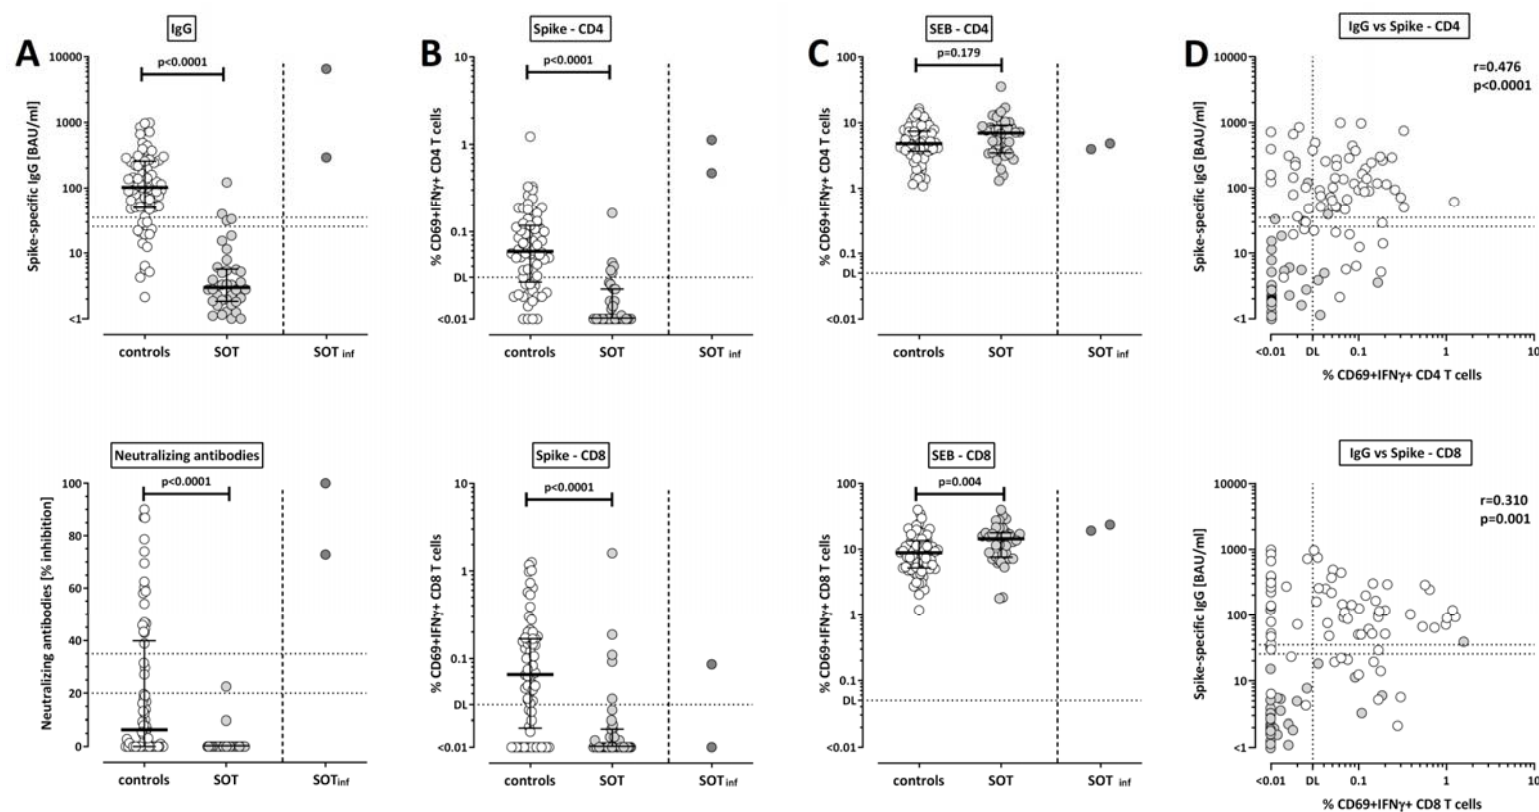 A
IgG
p<0.0001
Spike-specific IgG [BAU/ml]
10000
1000
100
10
<1
controls
SOT
SOT inf
B
Spike - CD4
p<0.0001
% CD69+IFNγ+ CD4 T cells
10
1
0.1
DL
<0.01
controls
SOT
SOT inf
C
SEB - CD4
p=0.179
% CD69+IFNγ+ CD4 T cells
100
10
1
0.1
DL
<0.01
controls
SOT
SOT inf
D
IgG vs Spike - CD4
r=0.476
p<0.0001
Spike-specific IgG [BAU/ml]
10000
1000
100
10
<1
<0.01
DL
0.1
1
10
% CD69+IFNγ+ CD4 T cells
Neutralizing antibodies
p<0.0001
Neutralizing antibodies [% inhibition]
100
80
60
40
20
0
controls
SOT
SOT inf
Spike - CD8
p<0.0001
% CD69+IFNγ+ CD8 T cells
10
1
0.1
DL
<0.01
controls
SOT
SOT inf
SEB - CD8
p=0.004
% CD69+IFNγ+ CD8 T cells
100
10
1
0.1
DL
<0.01
controls
SOT
SOT inf
IgG vs Spike - CD8
r=0.310
p=0.001
Spike-specific IgG [BAU/ml]
10000
1000
100
10
<1
<0.01
DL
0.1
1
10
% CD69+IFNγ+ CD8 T cells